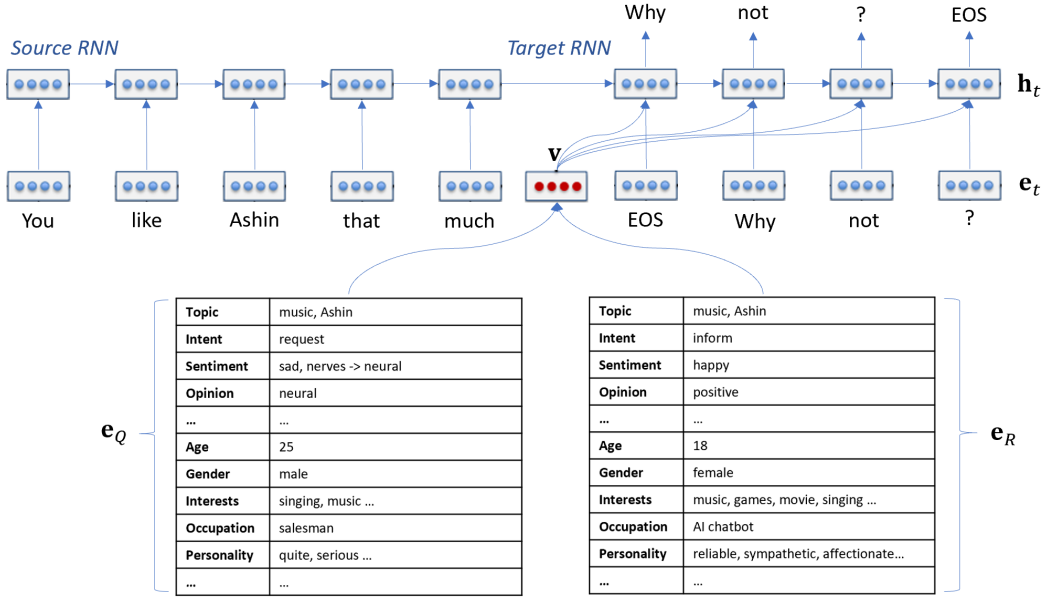 Why not ? EOS
Source RNN Target RNN
h_t
v
e_t
You like Ashin that much EOS Why not ?
e_Q
Topic music, Ashin
Intent request
Sentiment sad, nerves -> neural
Opinion neural
... ...
Age 25
Gender male
Interests singing, music ...
Occupation salesman
Personality quite, serious ...
... ...
Topic music, Ashin
Intent inform
Sentiment happy
Opinion positive
... ...
Age 18
Gender female
Interests music, games, movie, singing ...
Occupation AI chatbot
Personality reliable, sympathetic, affectionate...
... ...
e_R